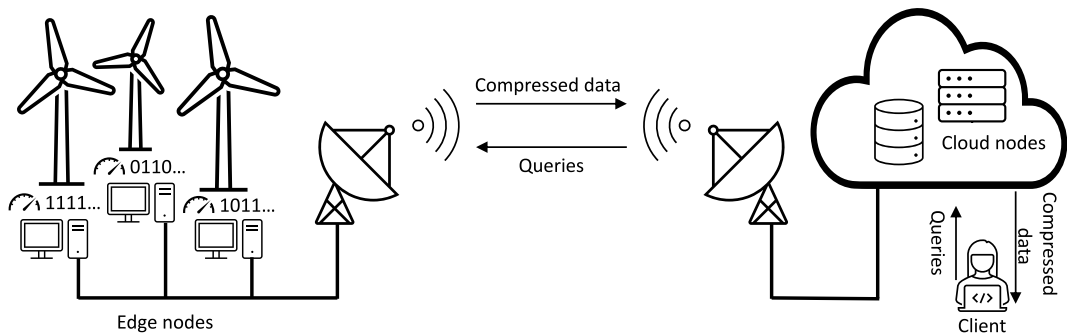 Compressed data
Queries
0110...
1111...
1011...
Edge nodes
Cloud nodes
Queries
Compressed
data
</>
Client